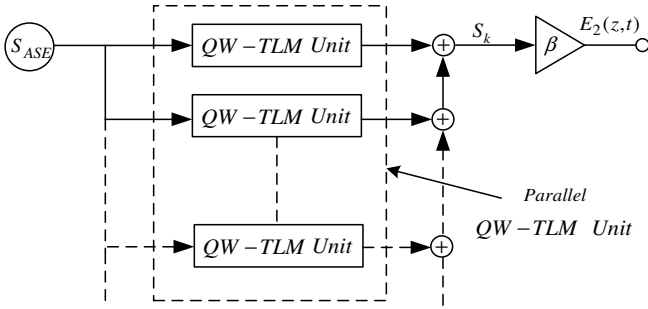 S_ASE
QW-TLM Unit
+
S_k
β
E_2(z,t)
QW-TLM Unit
+
Parallel
QW-TLM Unit
QW-TLM Unit
+